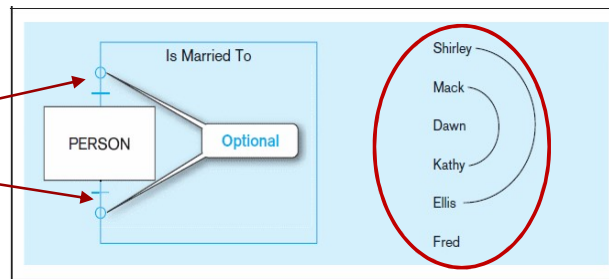 Is Married To
PERSON
Optional
Shirley
Mack
Dawn
Kathy
Ellis
Fred